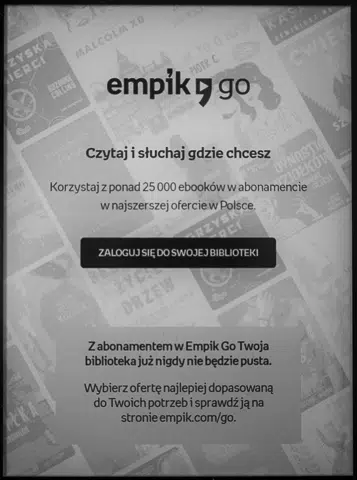 empik go
Czytaj i słuchaj gdzie chcesz
Korzystaj z ponad 25 000 ebooków w abonamencie
w najszerszej ofercie w Polsce.
ZALOGUJ SIĘ DO SWOJEJ BIBLIOTEKI
Z abonamentem w Empik Go Twoja
biblioteka już nigdy nie będzie pusta.
Wybierz ofertę najlepiej dopasowaną
do Twoich potrzeb i sprawdź ją na
stronie empik.com/go.